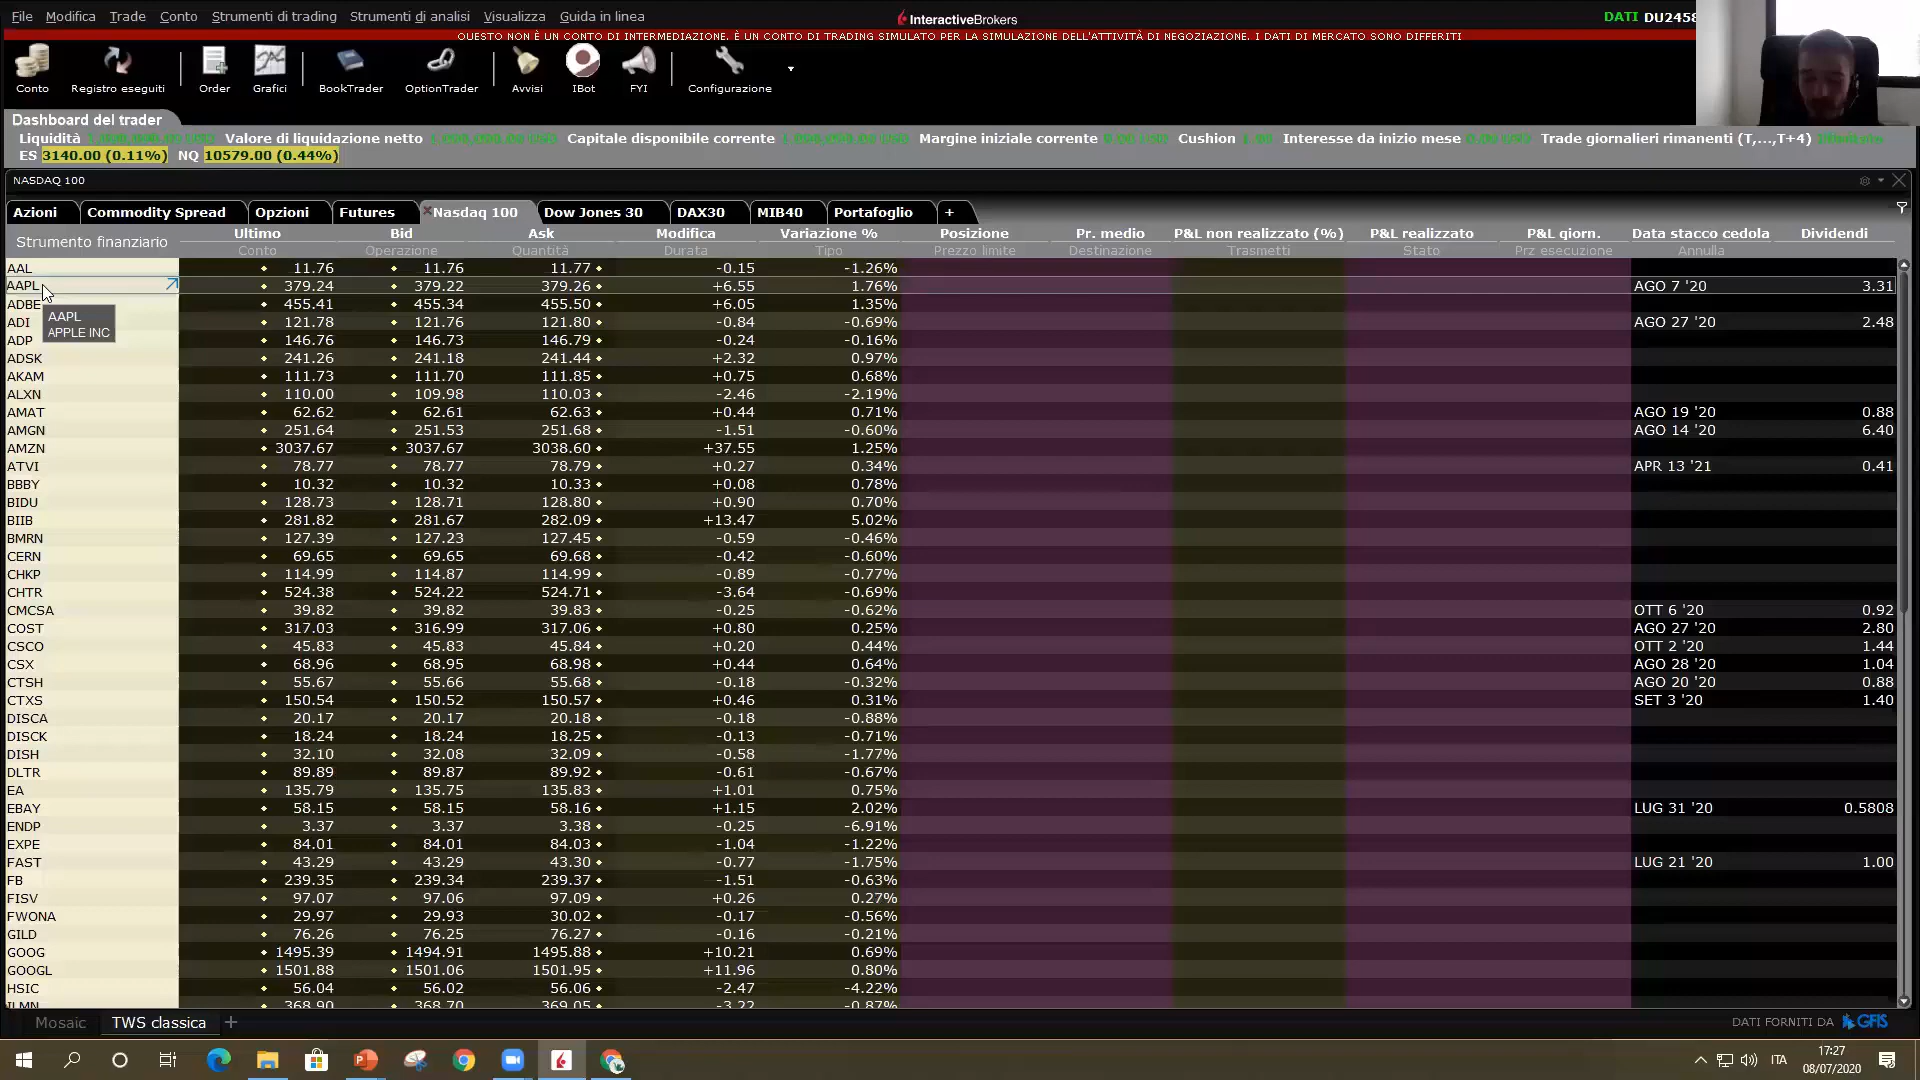 File Modifica Trade Conto Strumenti di trading Strumenti di analisi Visualizza Guida in linea InteractiveBrokers DATI DU2458
QUESTO NON È UN CONTO DI INTERMEDIAZIONE. È UN CONTO DI TRADING SIMULATO PER LA SIMULAZIONE DELL'ATTIVITÀ DI NEGOZIAZIONE. I DATI DI MERCATO SONO DIFFERITI
Conto Registro eseguiti Order Grafici BookTrader OptionTrader Avvisi IBot FYI Configurazione
Dashboard del trader
Liquidità Valore di liquidazione netto Capitale disponibile corrente Margine iniziale corrente Cushion Interesse da inizio mese Trade giornalieri rimanenti (T,...,T+4)
ES 3140.00 (0.11%) NQ 10579.00 (0.44%)
NASDAQ 100
Azioni Commodity Spread Opzioni Futures Nasdaq 100 Dow Jones 30 DAX30 MIB40 Portafoglio +
Strumento finanziario Ultimo Bid Ask Modifica Variazione % Posizione Pr. medio P&L non realizzato (%) P&L realizzato P&L giorn. Data stacco cedola Dividendi
Conto Operazione Quantità Durata Tipo Prezzo limite Destinazione Trasmetti Stato Prz esecuzione Annulla
AAL 11.76 11.76 11.77 -0.15 -1.26%
AAPL 379.24 379.22 379.26 +6.55 1.76% AGO 7 '20 3.31
ADBE 455.41 455.34 455.50 +6.05 1.35%
AAPL
APPLE INC
ADI 121.78 121.76 121.80 -0.84 -0.69% AGO 27 '20 2.48
ADP 146.76 146.73 146.79 -0.24 -0.16%
ADSK 241.26 241.18 241.44 +2.32 0.97%
AKAM 111.73 111.70 111.85 +0.75 0.68%
ALXN 110.00 109.98 110.03 -2.46 -2.19%
AMAT 62.62 62.61 62.63 +0.44 0.71% AGO 19 '20 0.88
AMGN 251.64 251.53 251.68 -1.51 -0.60% AGO 14 '20 6.40
AMZN 3037.67 3037.67 3038.60 +37.55 1.25%
ATVI 78.77 78.77 78.79 +0.27 0.34% APR 13 '21 0.41
BBBY 10.32 10.32 10.33 +0.08 0.78%
BIDU 128.73 128.71 128.80 +0.90 0.70%
BIIB 281.82 281.67 282.09 +13.47 5.02%
BMRN 127.39 127.23 127.45 -0.59 -0.46%
CERN 69.65 69.65 69.68 -0.42 -0.60%
CHKP 114.99 114.87 114.99 -0.89 -0.77%
CHTR 524.38 524.22 524.71 -3.64 -0.69%
CMCSA 39.82 39.82 39.83 -0.25 -0.62% OTT 6 '20 0.92
COST 317.03 316.99 317.06 +0.80 0.25% AGO 27 '20 2.80
CSCO 45.83 45.83 45.84 +0.20 0.44% OTT 2 '20 1.44
CSX 68.96 68.95 68.98 +0.44 0.64% AGO 28 '20 1.04
CTSH 55.67 55.66 55.68 -0.18 -0.32% AGO 20 '20 0.88
CTXS 150.54 150.52 150.57 +0.46 0.31% SET 3 '20 1.40
DISCA 20.17 20.17 20.18 -0.18 -0.88%
DISCK 18.24 18.24 18.25 -0.13 -0.71%
DISH 32.10 32.08 32.09 -0.58 -1.77%
DLTR 89.89 89.87 89.92 -0.61 -0.67%
EA 135.79 135.75 135.83 +1.01 0.75%
EBAY 58.15 58.15 58.16 +1.15 2.02% LUG 31 '20 0.5808
ENDP 3.37 3.37 3.38 -0.25 -6.91%
EXPE 84.01 84.01 84.03 -1.04 -1.22%
FAST 43.29 43.29 43.30 -0.77 -1.75% LUG 21 '20 1.00
FB 239.35 239.34 239.37 -1.51 -0.63%
FISV 97.07 97.06 97.09 +0.26 0.27%
FWONA 29.97 29.93 30.02 -0.17 -0.56%
GILD 76.26 76.25 76.27 -0.16 -0.21%
GOOG 1495.39 1494.91 1495.88 +10.21 0.69%
GOOGL 1501.88 1501.06 1501.95 +11.96 0.80%
HSIC 56.04 56.02 56.06 -2.47 -4.22%
ILMN 368.90 368.70 369.05 -3.22 -0.87%
Mosaic TWS classica + DATI FORNITI DA GFIS
ITA 17:27
08/07/2020